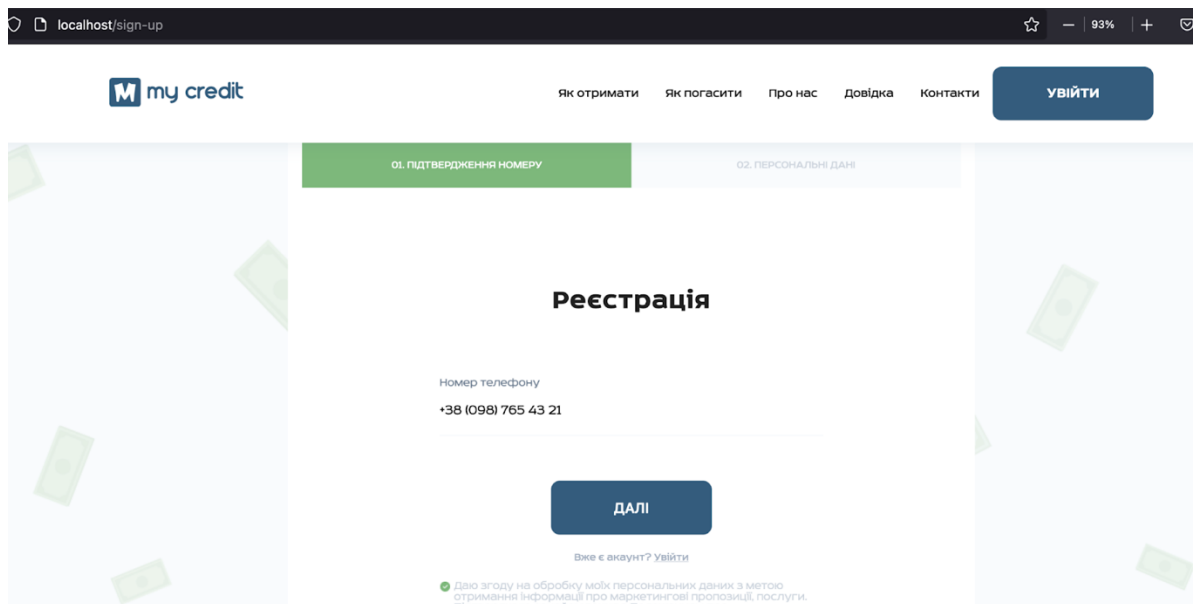 localhost/sign-up
93%
my credit
Як отримати Як погасити Про нас Довідка Контакти УВІЙТИ
01. ПІДТВЕРДЖЕННЯ НОМЕРУ 02. ПЕРСОНАЛЬНІ ДАНІ
Реєстрація
Номер телефону
+38 (098) 765 43 21
ДАЛІ
Вже є акаунт? Увійти
Даю згоду на обробку моїх персональних даних з метою
отримання інформації про маркетингові пропозиції, послуги.